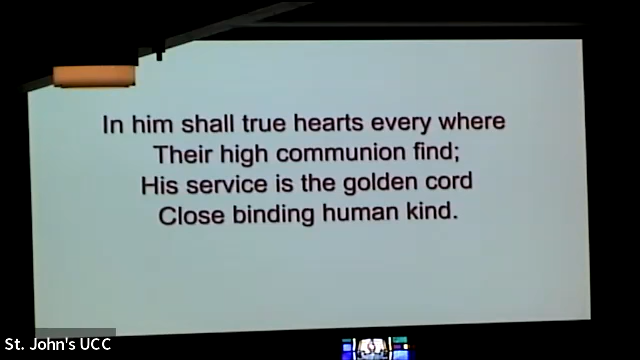 In him shall true hearts every where
Their high communion find;
His service is the golden cord
Close binding human kind.
St. John's UCC